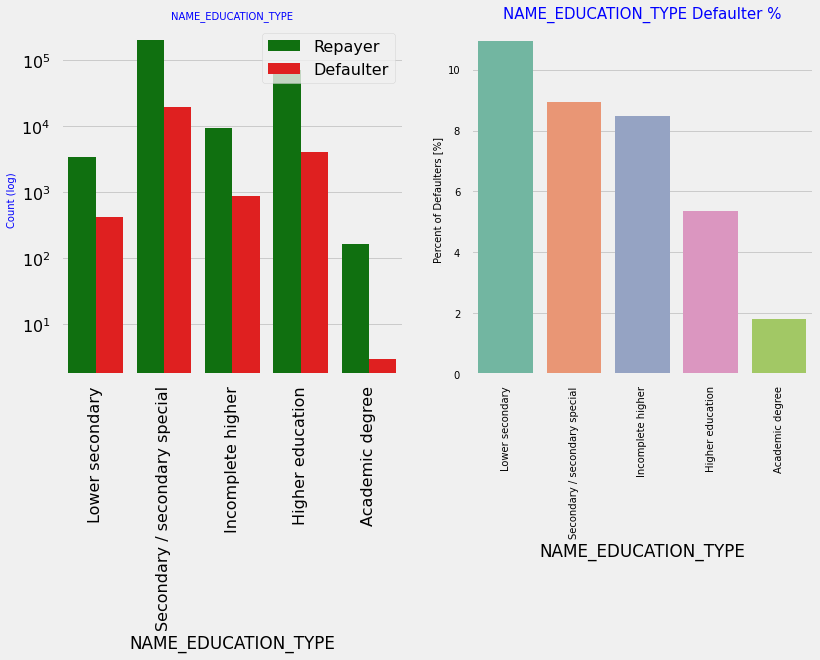 NAME_EDUCATION_TYPE
Repayer
Defaulter
Count (log)
10^5
10^4
10^3
10^2
10^1
Lower secondary
Secondary / secondary special
Incomplete higher
Higher education
Academic degree
NAME_EDUCATION_TYPE
NAME_EDUCATION_TYPE Defaulter %
Percent of Defaulters [%]
10
8
6
4
2
0
Lower secondary
Secondary / secondary special
Incomplete higher
Higher education
Academic degree
NAME_EDUCATION_TYPE